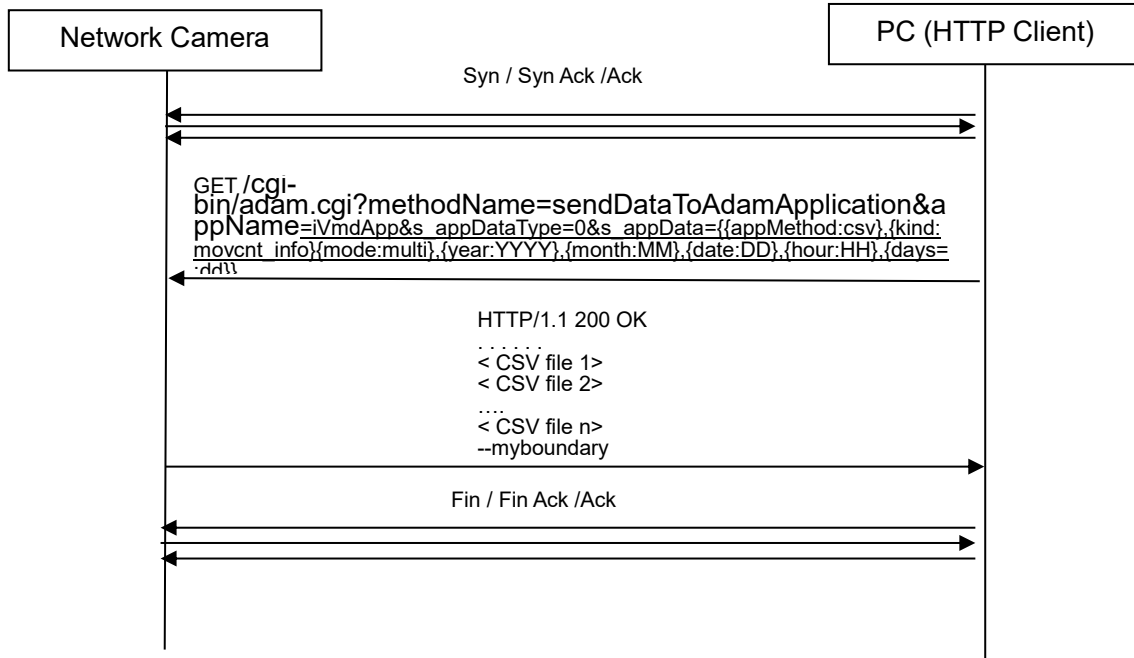 Network Camera
PC (HTTP Client)
Syn / Syn Ack /Ack
GET /cgi-
bin/adam.cgi?methodName=sendDataToAdamApplication&a
ppName=iVmdApp&s_appDataType=0&s_appData={{appMethod:csv},{kind:
movcnt_info}{mode:multi},{year:YYYY},{month:MM},{date:DD},{hour:HH},{days=
:dd}}
HTTP/1.1 200 OK
. . . . . .
< CSV file 1>
< CSV file 2>
….
< CSV file n>
--myboundary
Fin / Fin Ack /Ack